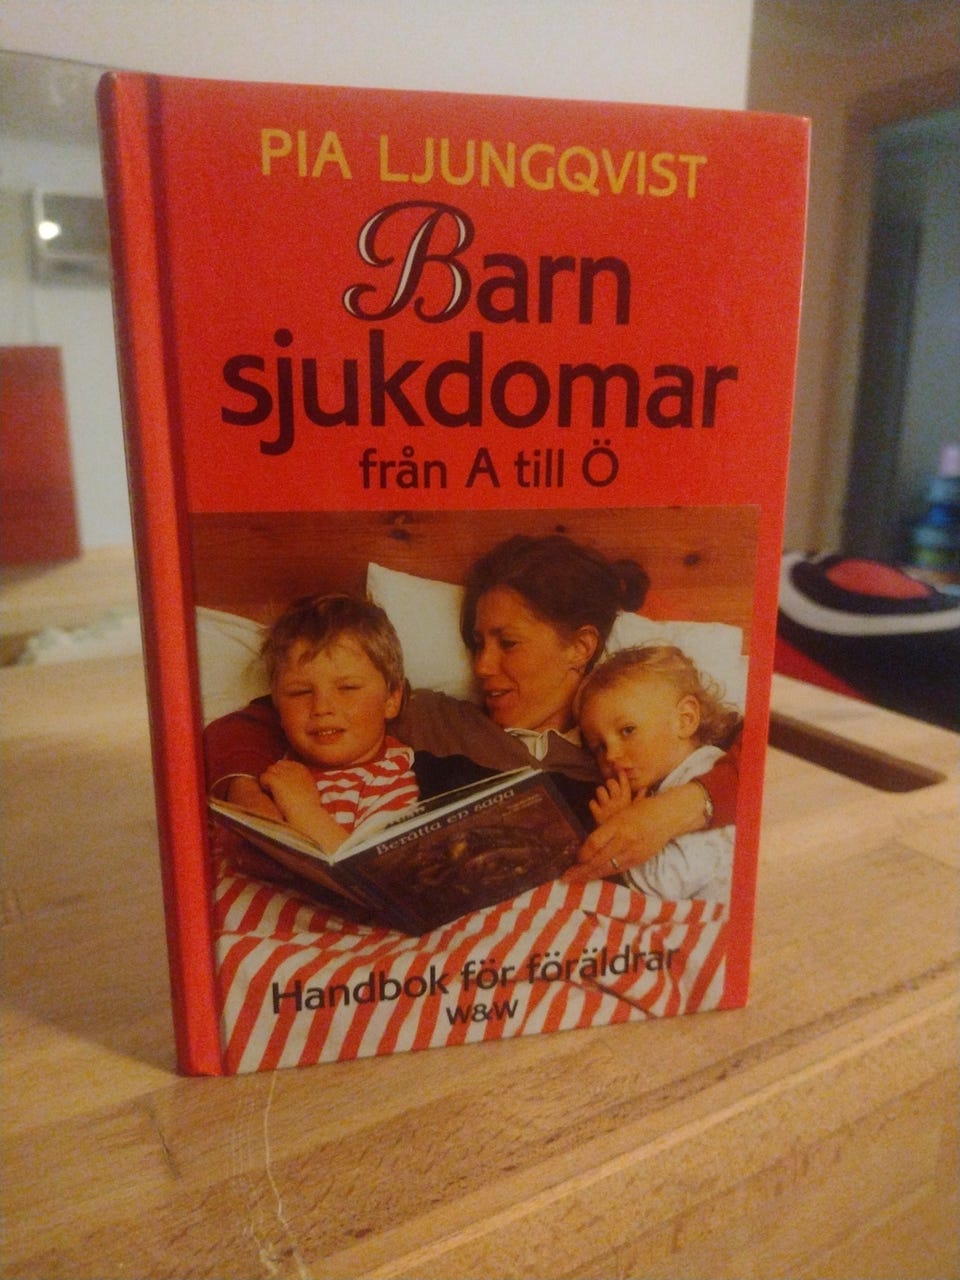 PIA LJUNGQVIST
Barn
sjukdomar
från A till Ö
Berätta en saga
Handbok för föräldrar
W&W